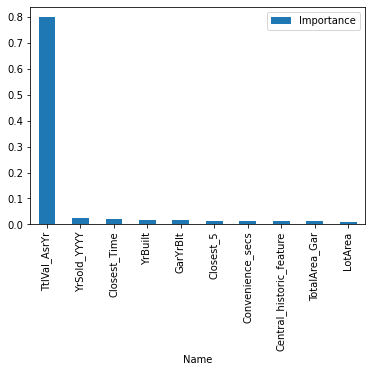 Importance
0.8
0.7
0.6
0.5
0.4
0.3
0.2
0.1
0.0
TtlVal_AsrYr
YrSold_YYYY
Closest_Time
YrBuilt
GarYrBlt
Closest_5
Convenience_secs
Central_historic_feature
TotalArea_Gar
LotArea
Name